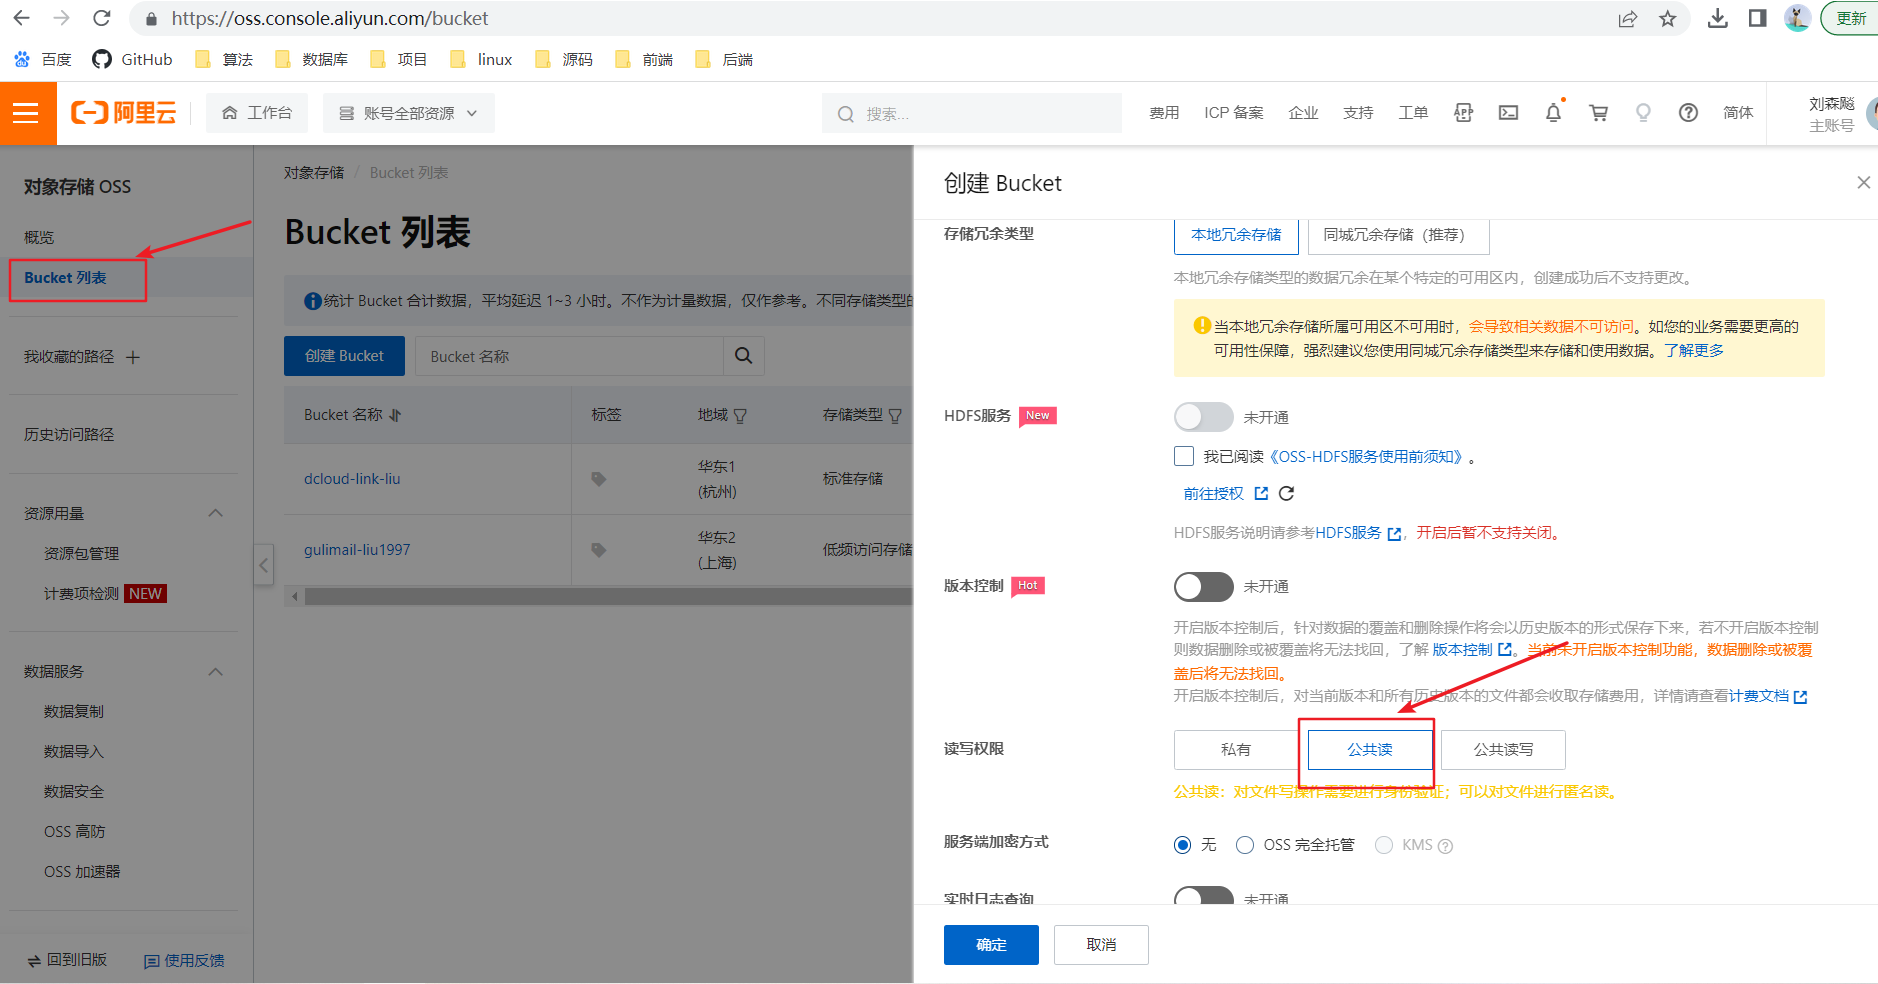 https://oss.console.aliyun.com/bucket
更新
百度 GitHub 算法 数据库 项目 linux 源码 前端 后端
阿里云 工作台 账号全部资源 搜索... 费用 ICP 备案 企业 支持 工单 APP 简体 刘森飚
主账号
对象存储 OSS
概览
Bucket 列表
我收藏的路径
历史访问路径
资源用量
资源包管理
计费项检测 NEW
数据服务
数据复制
数据导入
数据安全
OSS 高防
OSS 加速器
回到旧版 使用反馈
对象存储 / Bucket 列表
Bucket 列表
统计 Bucket 合计数据，平均延迟 1~3 小时。不作为计量数据，仅作参考。不同存储类型的
创建 Bucket Bucket 名称
Bucket 名称 标签 地域 存储类型
dcloud-link-liu 华东1 (杭州) 标准存储
gulimail-liu1997 华东2 (上海) 低频访问存储
创建 Bucket
存储冗余类型 本地冗余存储 同城冗余存储（推荐）
本地冗余存储类型的数据冗余在某个特定的可用区内，创建成功后不支持更改。
当本地冗余存储所属可用区不可用时，会导致相关数据不可访问。如您的业务需要更高的
可用性保障，强烈建议您使用同城冗余存储类型来存储和使用数据。了解更多
HDFS服务 New 未开通
我已阅读《OSS-HDFS服务使用前须知》。
前往授权
HDFS服务说明请参考HDFS服务，开启后暂不支持关闭。
版本控制 Hot 未开通
开启版本控制后，针对数据的覆盖和删除操作将会以历史版本的形式保存下来，若不开启版本控制
则数据删除或被覆盖将无法找回，了解 版本控制。当前未开启版本控制功能，数据删除或被覆
盖后将无法找回。
开启版本控制后，对当前版本和所有历史版本的文件都会收取存储费用，详情请查看计费文档
读写权限 私有 公共读 公共读写
公共读：对文件写操作需要进行身份验证；可以对文件进行匿名读。
服务端加密方式 无 OSS 完全托管 KMS
实时日志查询 未开通
确定 取消